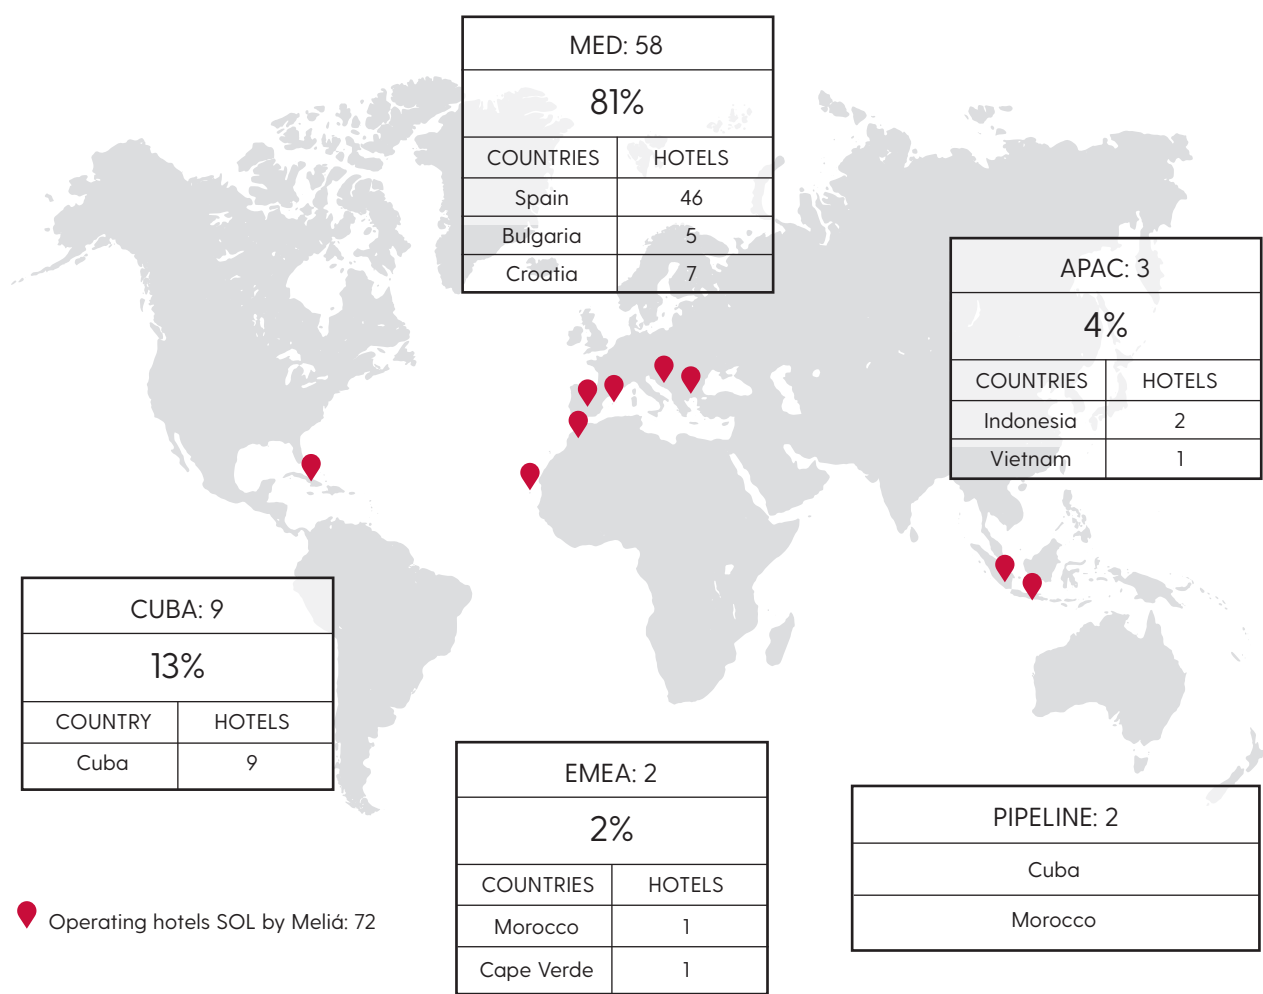 MED: 58
81%
COUNTRIES HOTELS
Spain 46
Bulgaria 5
Croatia 7
APAC: 3
4%
COUNTRIES HOTELS
Indonesia 2
Vietnam 1
CUBA: 9
13%
COUNTRY HOTELS
Cuba 9
EMEA: 2
2%
COUNTRIES HOTELS
Morocco 1
Cape Verde 1
PIPELINE: 2
Cuba
Morocco
Operating hotels SOL by Meliá: 72